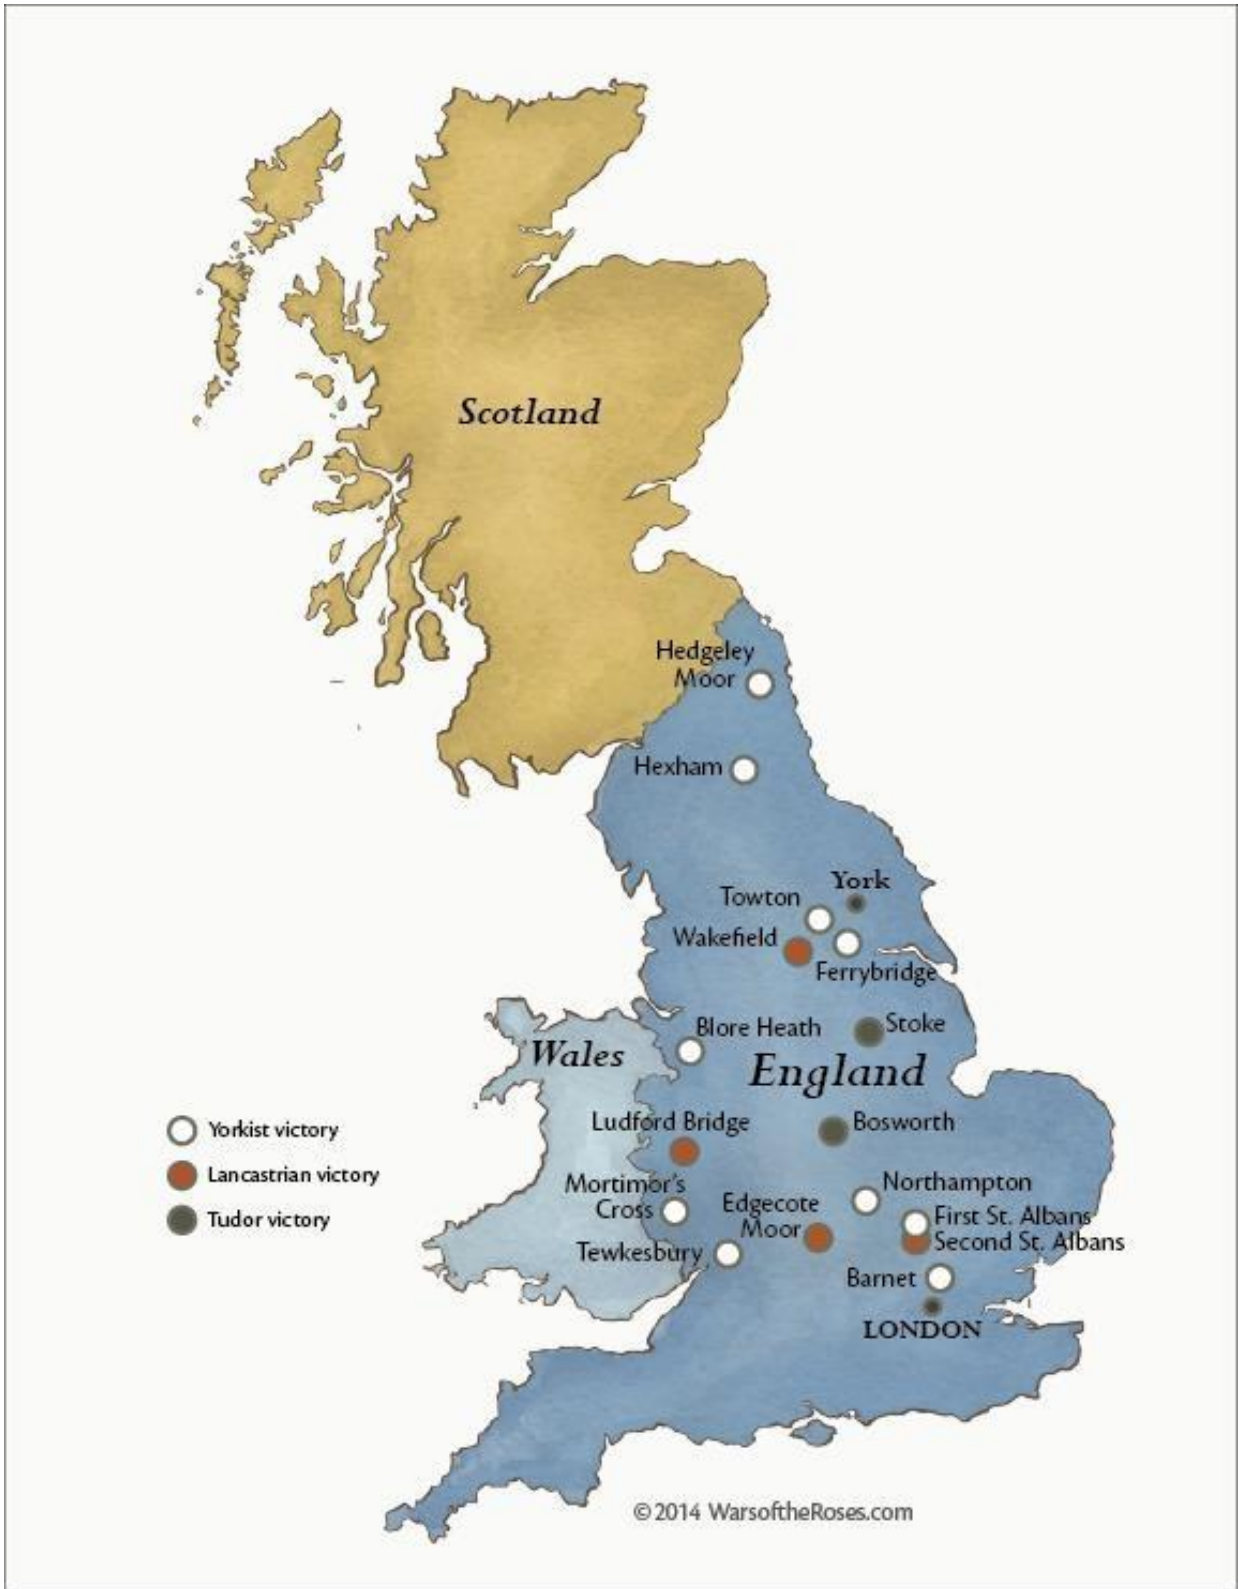 Scotland
Hedgeley
Moor
Hexham
York
Towton
Wakefield
Ferrybridge
Stoke
Blore Heath
Wales
England
Ludford Bridge
Bosworth
Yorkist victory
Lancastrian victory
Tudor victory
Mortimor's
Cross
Edgecote
Moor
Northampton
First St. Albans
Second St. Albans
Tewkesbury
Barnet
LONDON
©2014 WarsoftheRoses.com